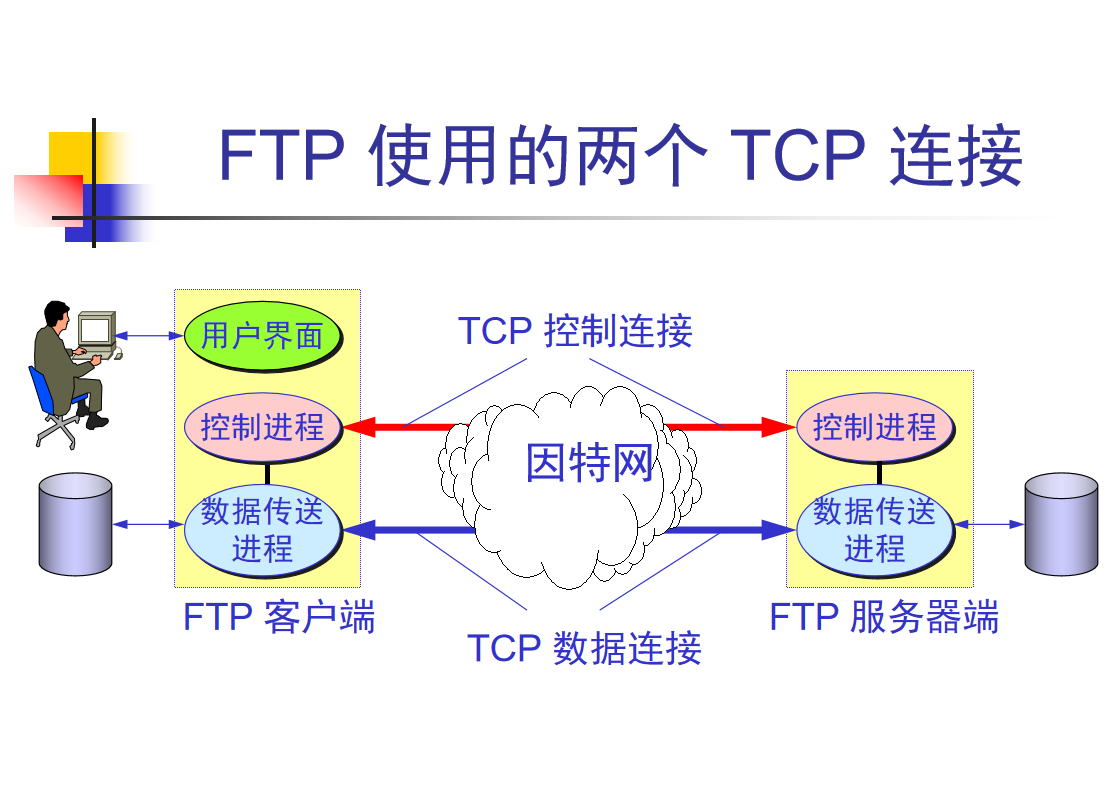 FTP 使用的两个 TCP 连接
用户界面
TCP 控制连接
控制进程
控制进程
因特网
数据传送
进程
数据传送
进程
FTP 客户端
FTP 服务器端
TCP 数据连接